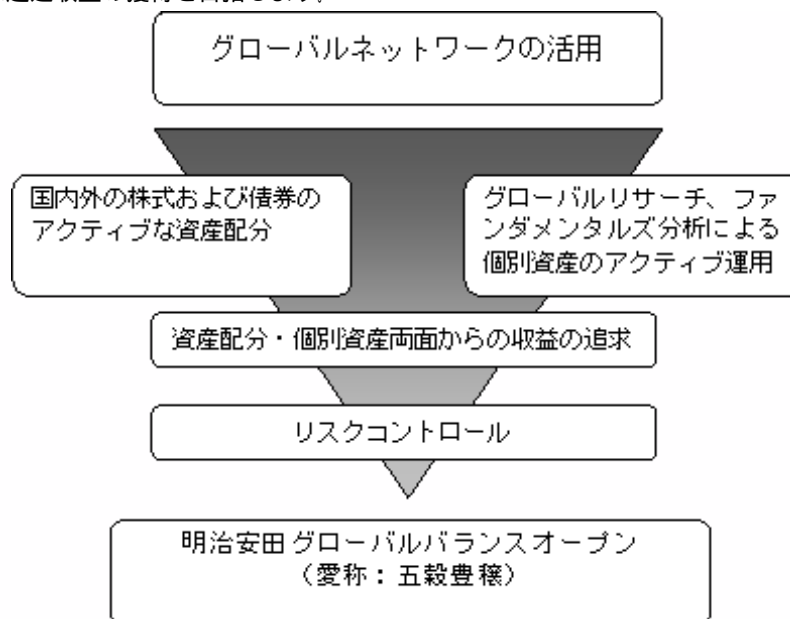 グローバルネットワークの活用
国内外の株式および債券の
アクティブな資産配分
グローバルリサーチ、ファ
ンダメンタルズ分析による
個別資産のアクティブ運用
資産配分・個別資産両面からの収益の追求
リスクコントロール
明治安田グローバルバランスオープン
（愛称：五穀豊穣）